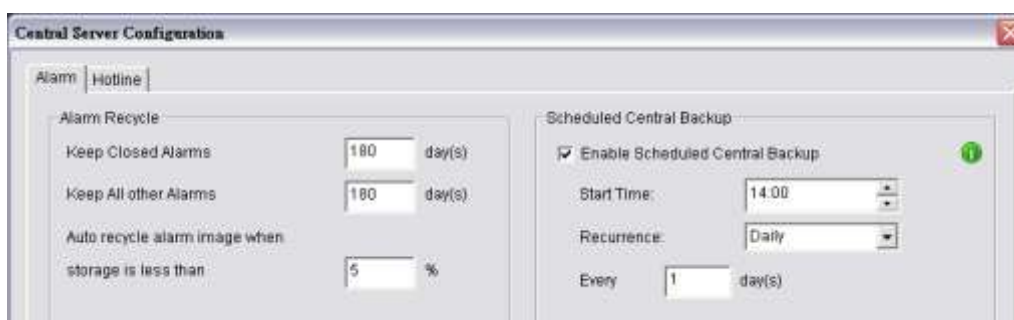 Central Server Configuration
Alarm
Hotline
Alarm Recycle
Keep Closed Alarms 180 day(s)
Keep All other Alarms 180 day(s)
Auto recycle alarm image when
storage is less than 5 %
Scheduled Central Backup
Enable Scheduled Central Backup
Start Time: 14:00
Recurrence: Daily
Every 1 day(s)